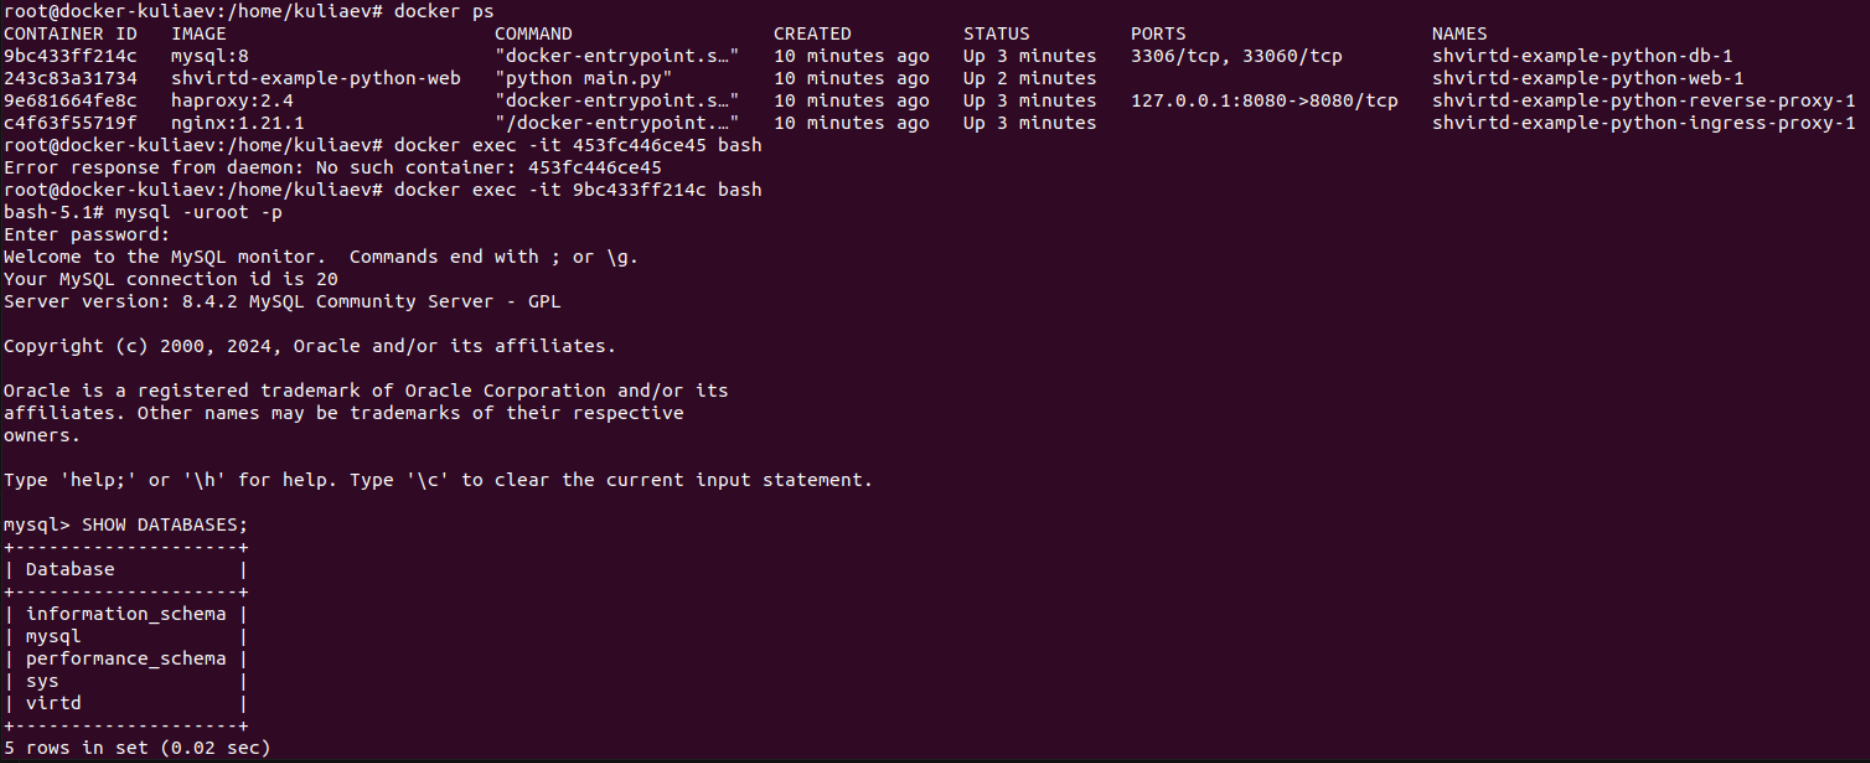 root@docker-kuliaev:/home/kuliaev# docker ps
CONTAINER ID   IMAGE                       COMMAND                  CREATED          STATUS         PORTS                      NAMES
9bc433ff214c   mysql:8                     "docker-entrypoint.s…"   10 minutes ago   Up 3 minutes   3306/tcp, 33060/tcp        shvirtd-example-python-db-1
243c83a31734   shvirtd-example-python-web   "python main.py"         10 minutes ago   Up 2 minutes                              shvirtd-example-python-web-1
9e681664fe8c   haproxy:2.4                 "docker-entrypoint.s…"   10 minutes ago   Up 3 minutes   127.0.0.1:8080->8080/tcp   shvirtd-example-python-reverse-proxy-1
c4f63f55719f   nginx:1.21.1                "/docker-entrypoint.…"   10 minutes ago   Up 3 minutes                              shvirtd-example-python-ingress-proxy-1
root@docker-kuliaev:/home/kuliaev# docker exec -it 453fc446ce45 bash
Error response from daemon: No such container: 453fc446ce45
root@docker-kuliaev:/home/kuliaev# docker exec -it 9bc433ff214c bash
bash-5.1# mysql -uroot -p
Enter password:
Welcome to the MySQL monitor.  Commands end with ; or \g.
Your MySQL connection id is 20
Server version: 8.4.2 MySQL Community Server - GPL

Copyright (c) 2000, 2024, Oracle and/or its affiliates.

Oracle is a registered trademark of Oracle Corporation and/or its
affiliates. Other names may be trademarks of their respective
owners.

Type 'help;' or '\h' for help. Type '\c' to clear the current input statement.

mysql> SHOW DATABASES;
+--------------------+
| Database           |
+--------------------+
| information_schema |
| mysql              |
| performance_schema |
| sys                |
| virtd              |
+--------------------+
5 rows in set (0.02 sec)